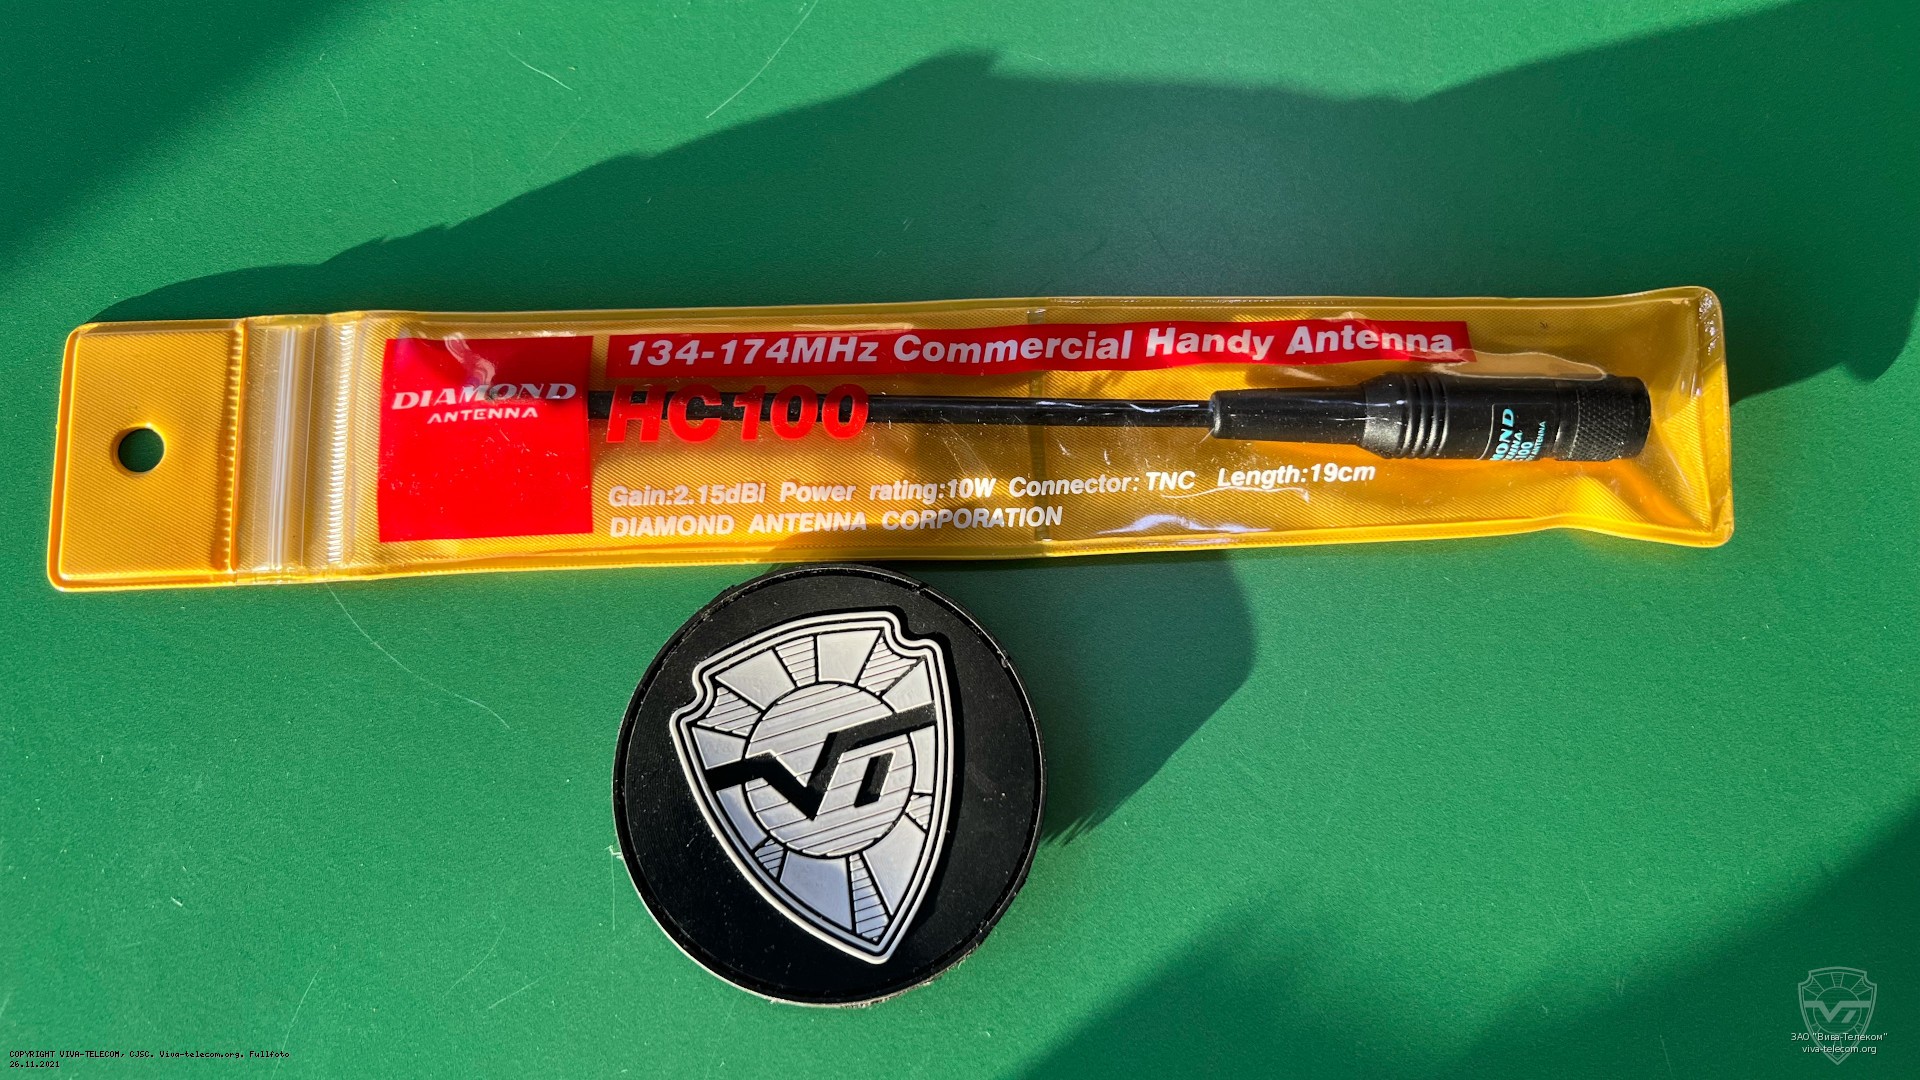 134-174MHz Commercial Handy Antenna
DIAMOND
ANTENNA
HC100
Gain:2.15dBi Power rating:10W Connector:TNC Length:19cm
DIAMOND ANTENNA CORPORATION
COPYRIGHT VIVA-TELECOM, CJSC. Viva-telecom.org. Fullfoto
26.11.2021
ЗАО "Вива-Телеком"
viva-telecom.org